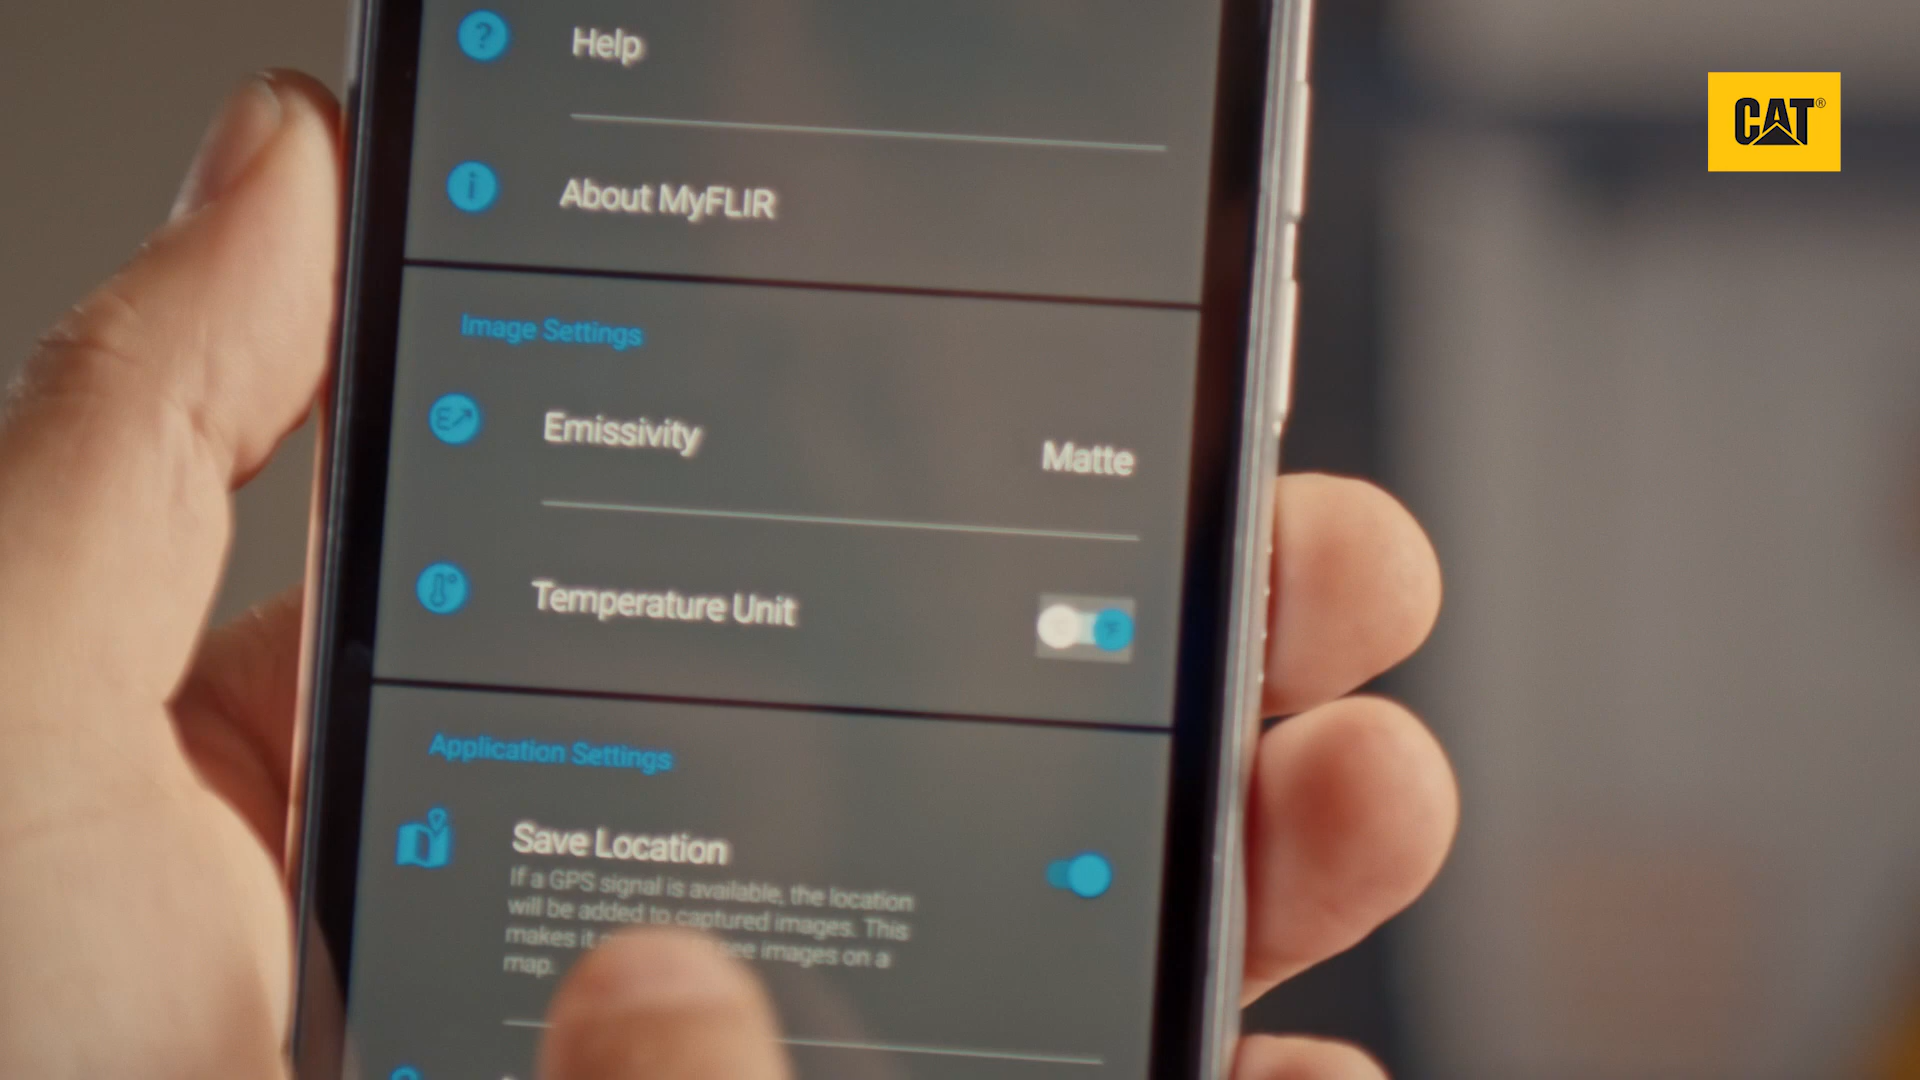 Help
CAT®
About MyFLIR
Image Settings
Emissivity
Matte
Temperature Unit
F
Application Settings
Save Location
If a GPS signal is available, the location
will be added to captured images. This
makes it see images on a
map.